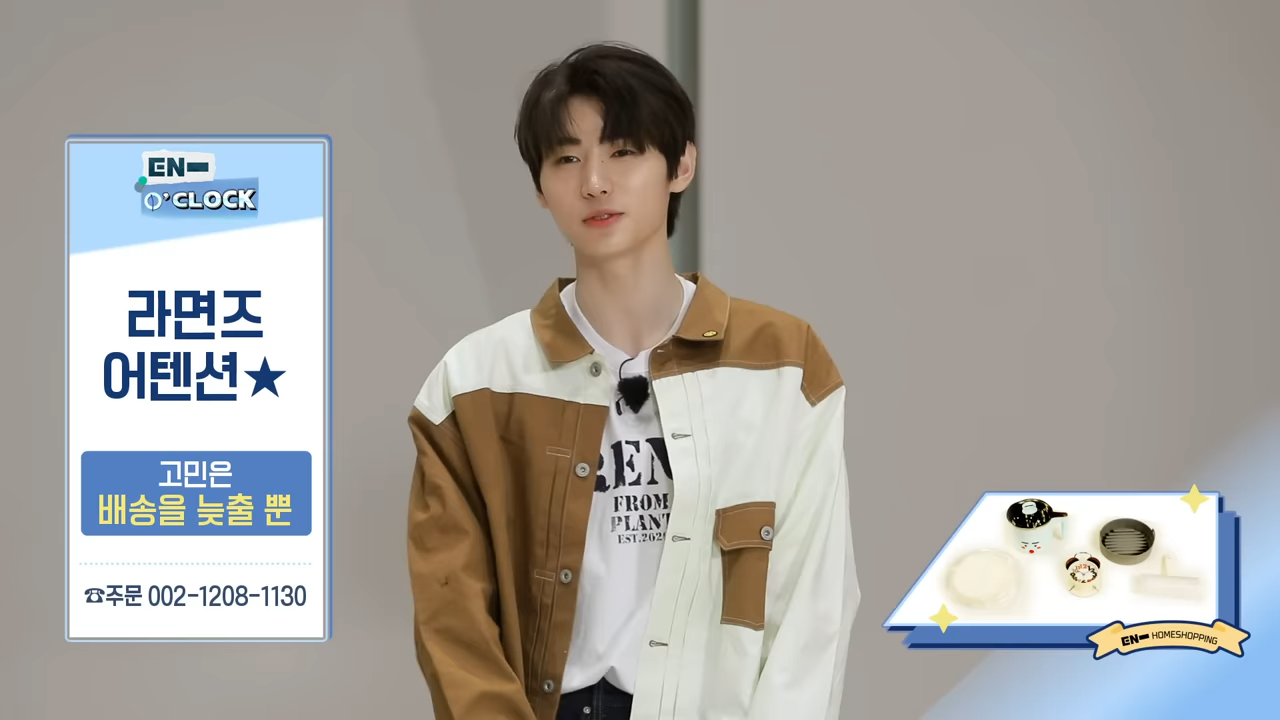 EN-
O'CLOCK
라면즈
어텐션★
고민은
배송을 늦출 뿐
☎주문 002-1208-1130
REN
FROM
PLANT
EST.202
EN- HOMESHOPPING